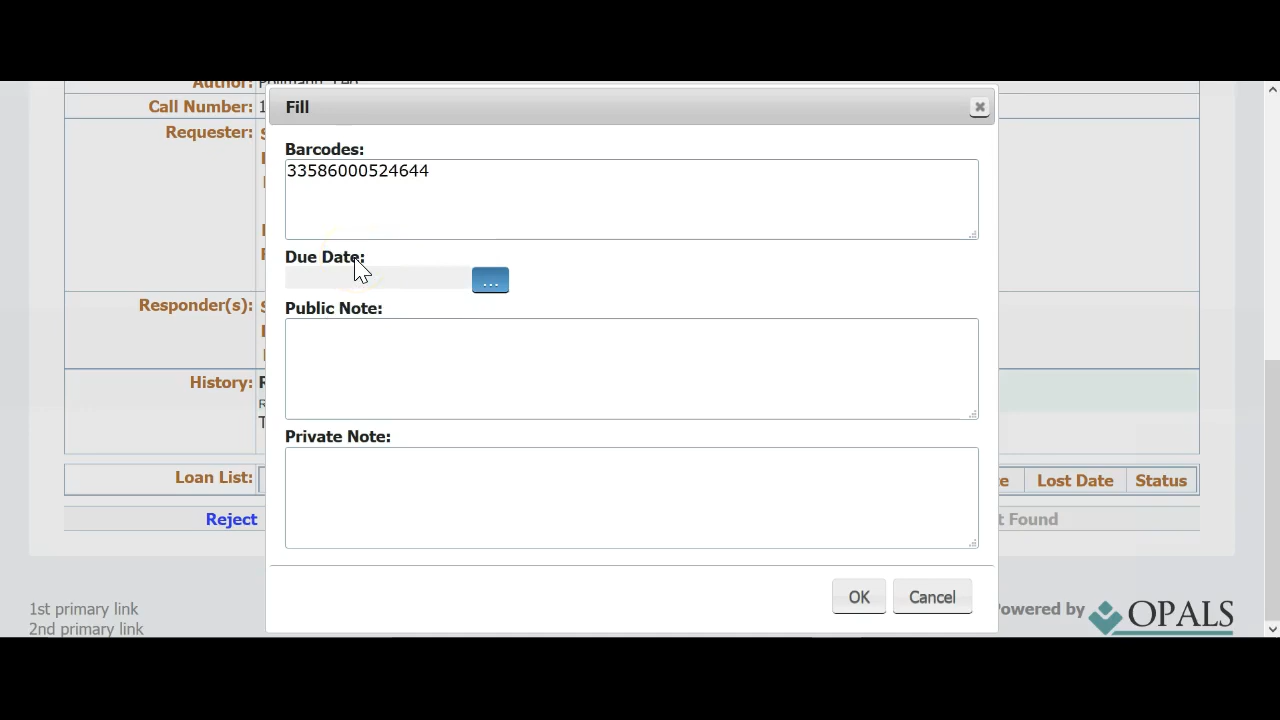 Author:
Fill
Call Number: 1
Barcodes:
Requester:
33586000524644
Due Date:
...
Responder(s):
Public Note:
History:
Private Note:
Loan List:
Lost Date Status
Reject
t Found
OK Cancel
1st primary link
Powered by OPALS
2nd primary link